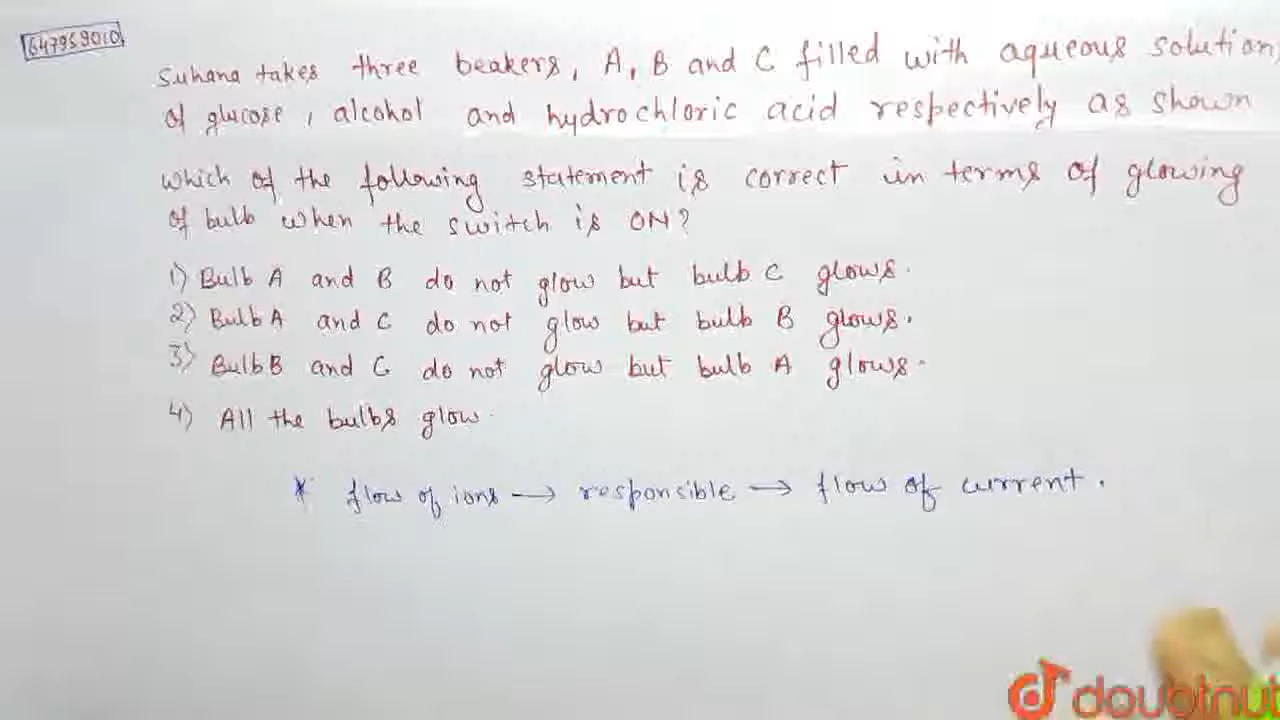 647959010
Suhana takes three beakers, A, B and C filled with aqueous solution,
of glucose, alcohol and hydrochloric acid respectively as shown
which of the following statement is correct in terms of glowing
of bulb when the switch is ON?
1) Bulb A and B do not glow but bulb C glows.
2) Bulb A and C do not glow but bulb B glows.
3) Bulb B and C do not glow but bulb A glows.
4) All the bulbs glow.
* flow of ions → responsible → flow of current.
doubtnut